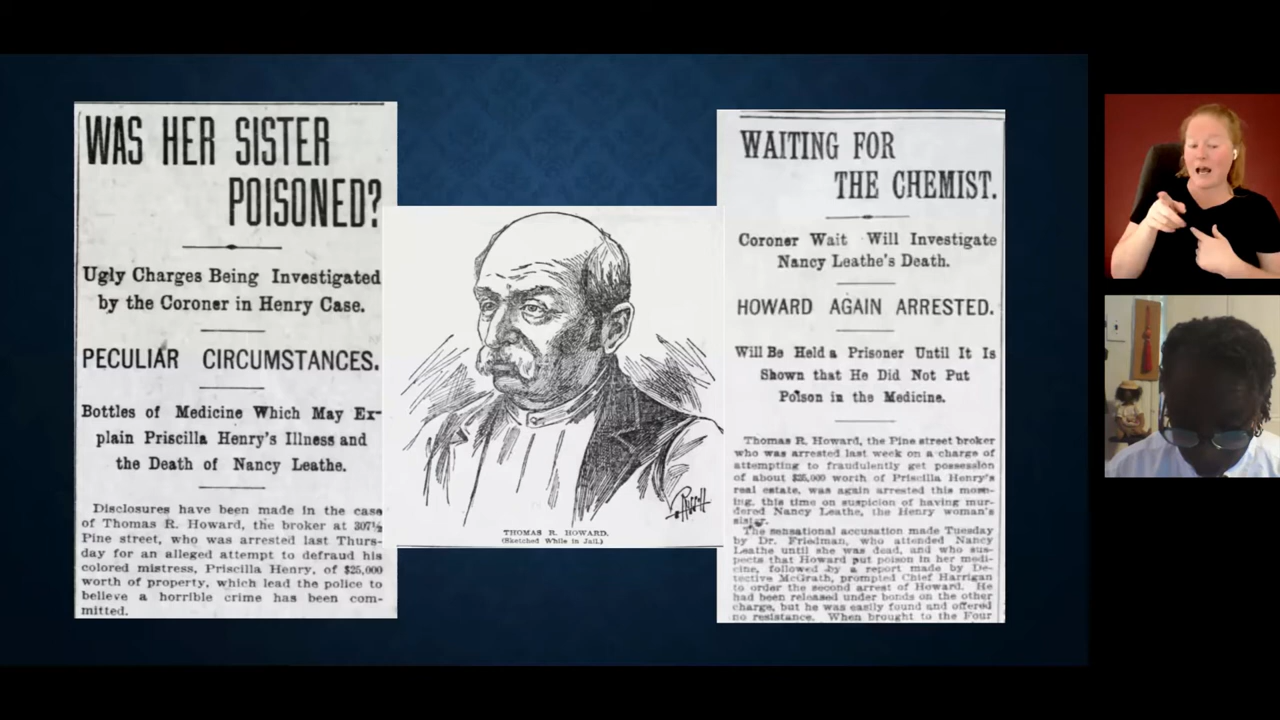 WAS HER SISTER
POISONED?
Ugly Charges Being Investigated
by the Coroner in Henry Case.
PECULIAR CIRCUMSTANCES.
Bottles of Medicine Which May Ex-
plain Priscilla Henry's Illness and
the Death of Nancy Leathe.
Disclosures have been made in the case
of Thomas R. Howard, the broker at 307½
Pine street, who was arrested last Thurs-
day for an alleged attempt to defraud his
colored mistress, Priscilla Henry, of $25,000
worth of property, which lead the police to
believe a horrible crime has been com-
mitted.
THOMAS R. HOWARD.
(Sketched While in Jail.)
WAITING FOR
THE CHEMIST.
Coroner Wait Will Investigate
Nancy Leathe's Death.
HOWARD AGAIN ARRESTED.
Will Be Held a Prisoner Until It Is
Shown that He Did Not Put
Poison in the Medicine.
Thomas R. Howard, the Pine street broker
who was arrested last week on a charge of
attempting to fraudulently get possession
of about $25,000 worth of Priscilla Henry's
real estate, was again arrested this morn-
ing, this time on suspicion of having mur-
dered Nancy Leathe, the Henry woman's
sister.
The sensational accusation made Tuesday
by Dr. Friedman, who attended Nancy
Leathe until she was dead, and who sus-
pects that Howard put poison in her medi-
cine, followed by a report made by De-
tective McGrath, prompted Chief Harrigan
to order the second arrest of Howard. He
had been released under bonds on the other
charge, but he was easily found and offered
no resistance. When brought to the Four